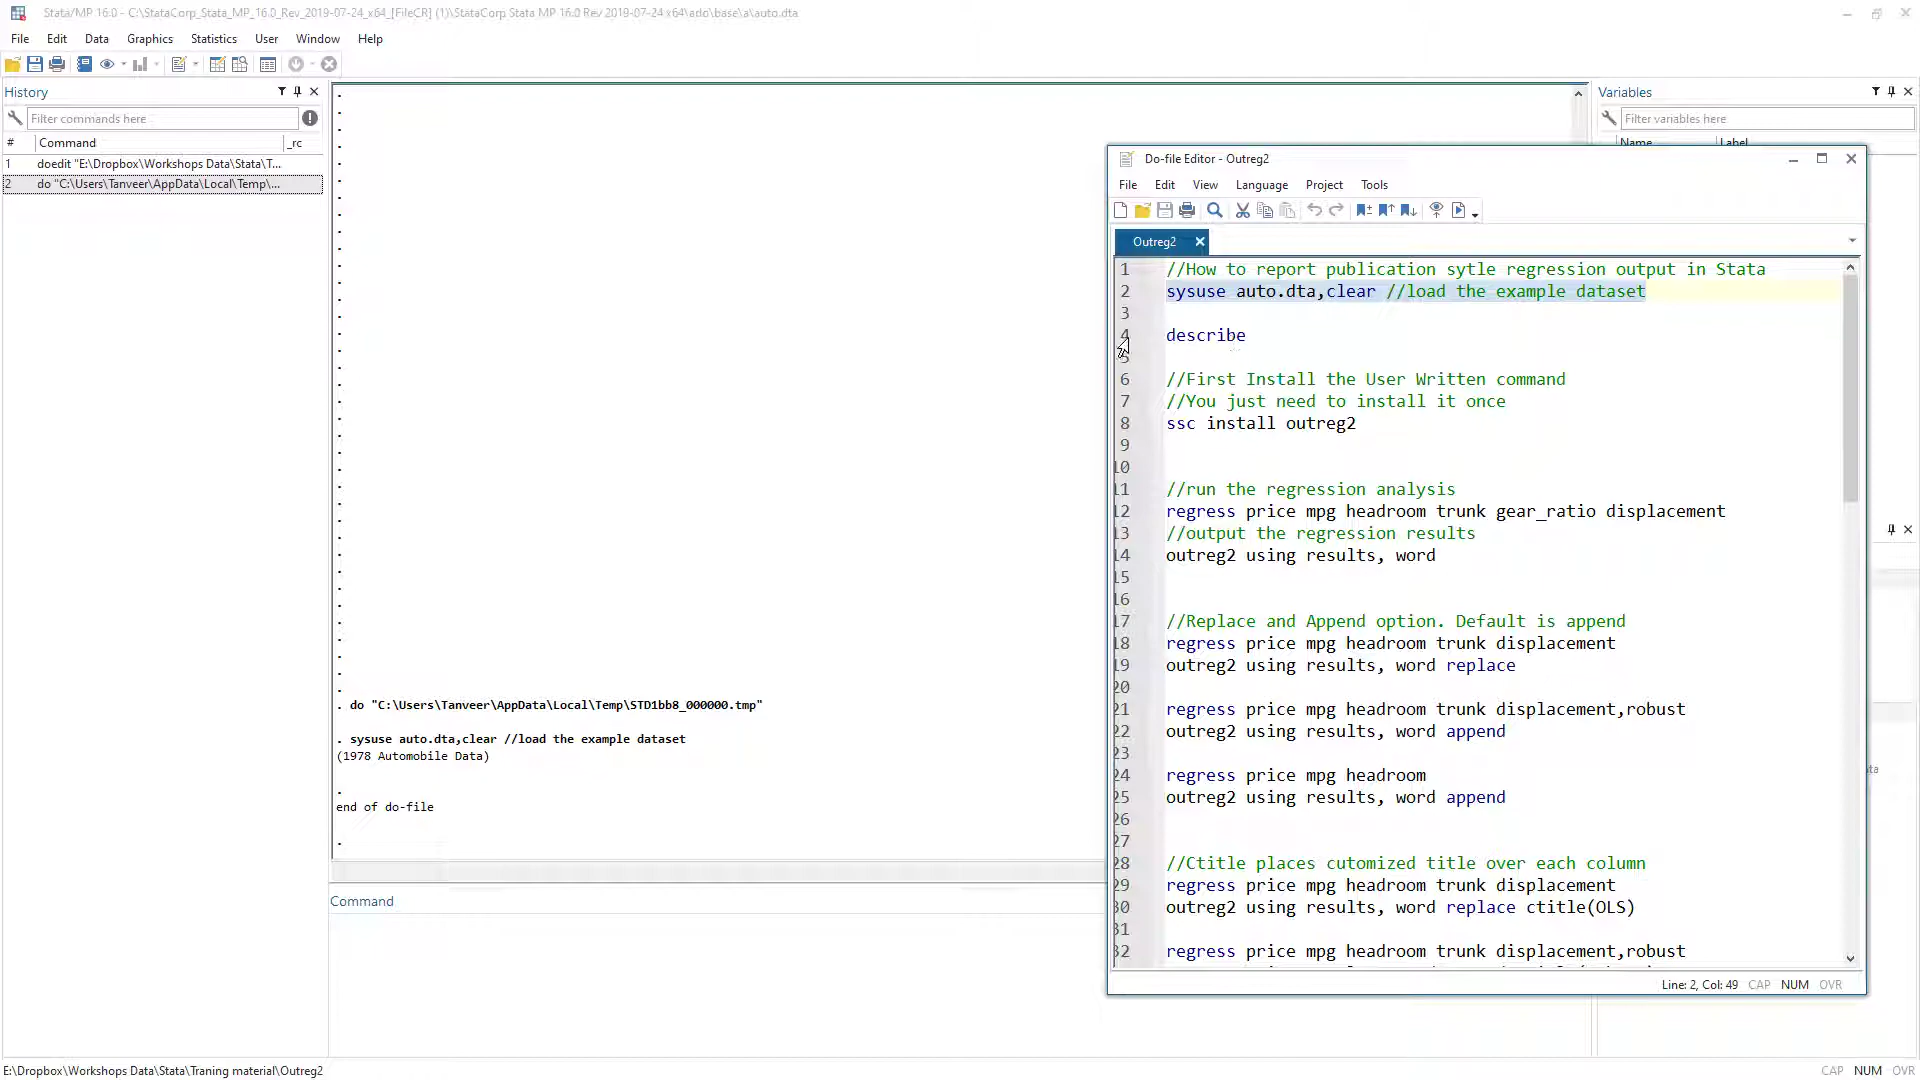 Stata/MP 16.0 - C:\StataCorp_Stata_MP_16.0_Rev_2019-07-24_x64_[FileCR] (1)\StataCorp Stata MP 16.0 Rev 2019-07-24 x64\ado\base\a\auto.dta
File Edit Data Graphics Statistics User Window Help
History
Filter commands here
# Command _rc
1 doedit "E:\Dropbox\Workshops Data\Stata\T...
2 do "C:\Users\Tanveer\AppData\Local\Temp\...
. do "C:\Users\Tanveer\AppData\Local\Temp\STD1bb8_000000.tmp"
. sysuse auto.dta,clear //load the example dataset
(1978 Automobile Data)
.
end of do-file
.
Command
Variables
Filter variables here
Name Label
Do-file Editor - Outreg2
File Edit View Language Project Tools
Outreg2
1 //How to report publication sytle regression output in Stata
2 sysuse auto.dta,clear //load the example dataset
3
4 describe
5
6 //First Install the User Written command
7 //You just need to install it once
8 ssc install outreg2
9
10
11 //run the regression analysis
12 regress price mpg headroom trunk gear_ratio displacement
13 //output the regression results
14 outreg2 using results, word
15
16
17 //Replace and Append option. Default is append
18 regress price mpg headroom trunk displacement
19 outreg2 using results, word replace
20
21 regress price mpg headroom trunk displacement,robust
22 outreg2 using results, word append
23
24 regress price mpg headroom
25 outreg2 using results, word append
26
27
28 //Ctitle places cutomized title over each column
29 regress price mpg headroom trunk displacement
30 outreg2 using results, word replace ctitle(OLS)
31
32 regress price mpg headroom trunk displacement,robust
Line: 2, Col: 49 CAP NUM OVR
E:\Dropbox\Workshops Data\Stata\Traning material\Outreg2
CAP NUM OVR